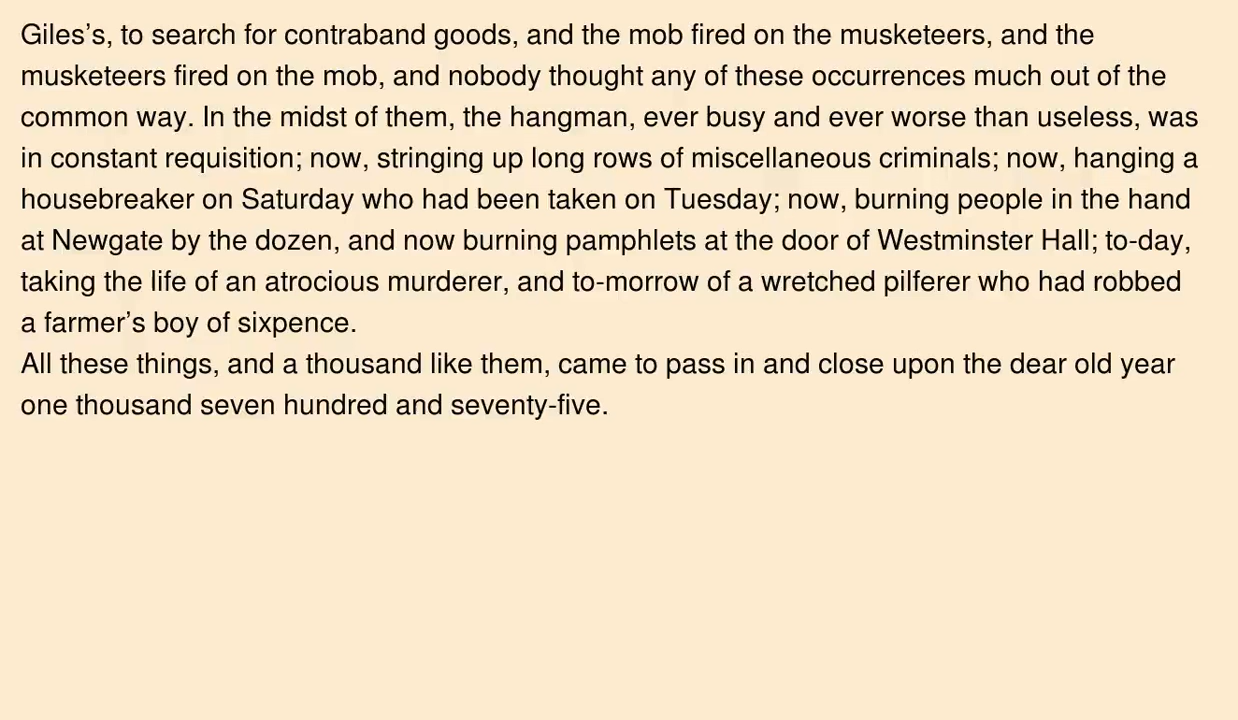 Giles’s, to search for contraband goods, and the mob fired on the musketeers, and the
musketeers fired on the mob, and nobody thought any of these occurrences much out of the
common way. In the midst of them, the hangman, ever busy and ever worse than useless, was
in constant requisition; now, stringing up long rows of miscellaneous criminals; now, hanging a
housebreaker on Saturday who had been taken on Tuesday; now, burning people in the hand
at Newgate by the dozen, and now burning pamphlets at the door of Westminster Hall; to-day,
taking the life of an atrocious murderer, and to-morrow of a wretched pilferer who had robbed
a farmer’s boy of sixpence.
All these things, and a thousand like them, came to pass in and close upon the dear old year
one thousand seven hundred and seventy-five.